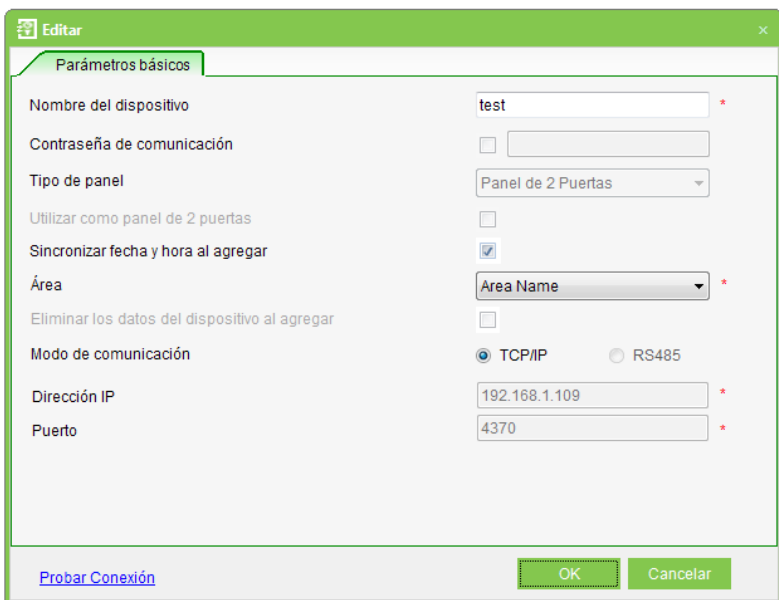 Editar
Parámetros básicos
Nombre del dispositivo test *
Contraseña de comunicación
Tipo de panel Panel de 2 Puertas
Utilizar como panel de 2 puertas
Sincronizar fecha y hora al agregar
Área Area Name *
Eliminar los datos del dispositivo al agregar
Modo de comunicación TCP/IP RS485
Dirección IP 192.168.1.109 *
Puerto 4370 *
Probar Conexión OK Cancelar